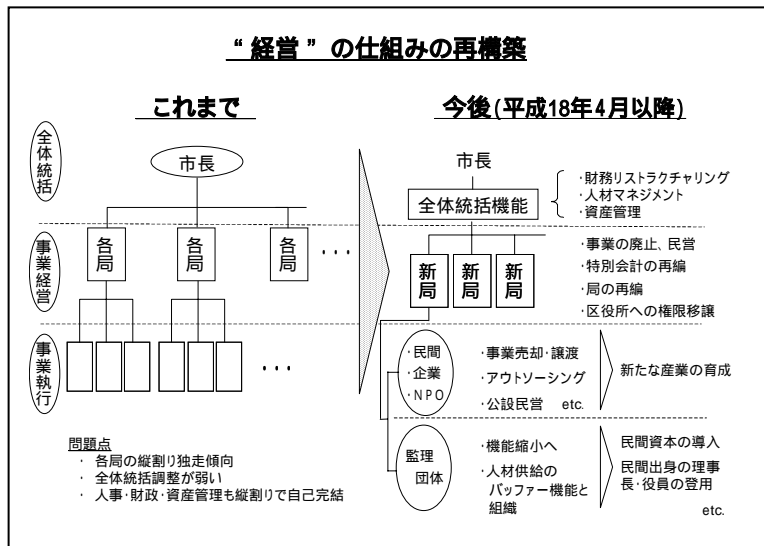 “経営”の仕組みの再構築
これまで
今後(平成18年4月以降)
全体統括
市長
市長
全体統括機能
・財務リストラクチャリング
・人材マネジメント
・資産管理
事業経営
各局
各局
各局
・・・
新局
新局
新局
・事業の廃止、民営
・特別会計の再編
・局の再編
・区役所への権限移譲
事業執行
・・・
・民間
・企業
・NPO
・事業売却・譲渡
・アウトソーシング
・公設民営 etc.
新たな産業の育成
監理
団体
・機能縮小へ
・人材供給の
バッファー機能と
組織
民間資本の導入
民間出身の理事
長・役員の登用
etc.
問題点
・ 各局の縦割り独走傾向
・ 全体統括調整が弱い
・ 人事・財政・資産管理も縦割りで自己完結